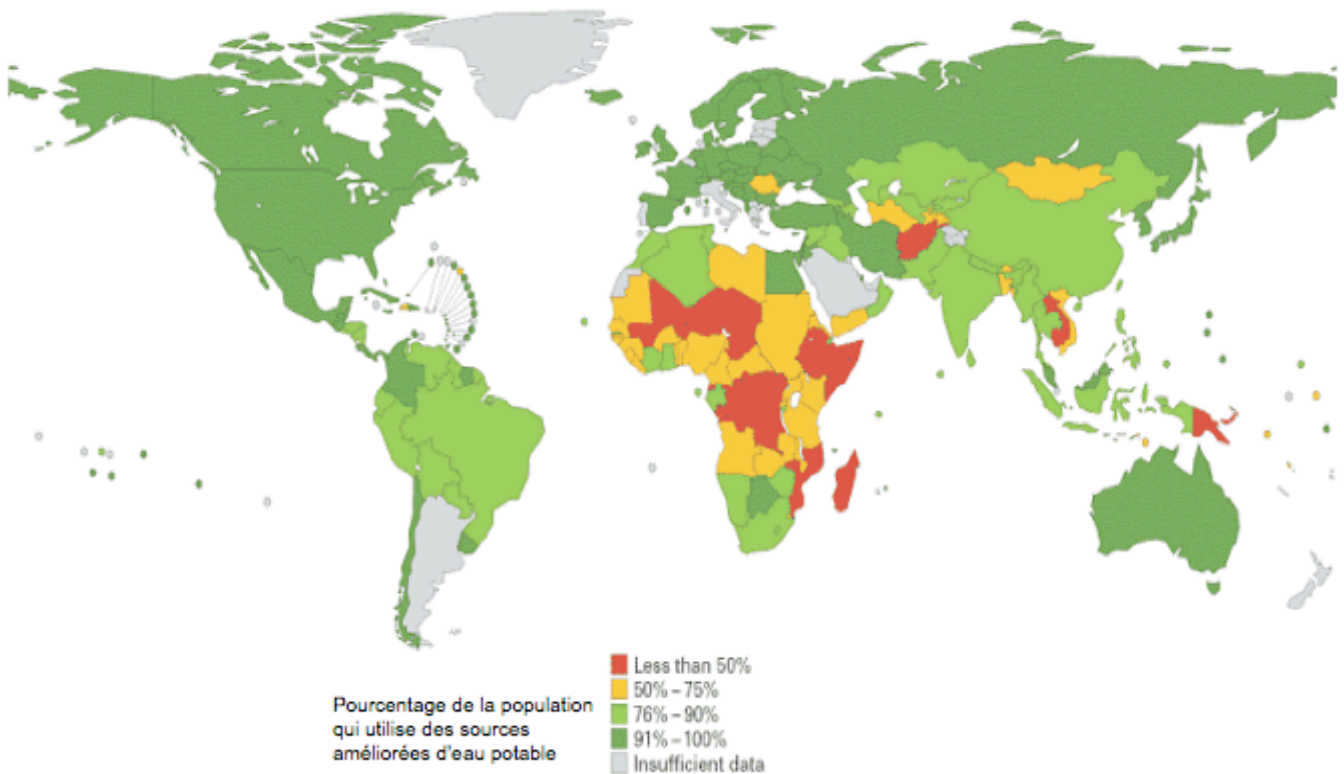 Less than 50%
50% – 75%
76% – 90%
91% – 100%
Insufficient data
Pourcentage de la population
qui utilise des sources
améliorées d'eau potable